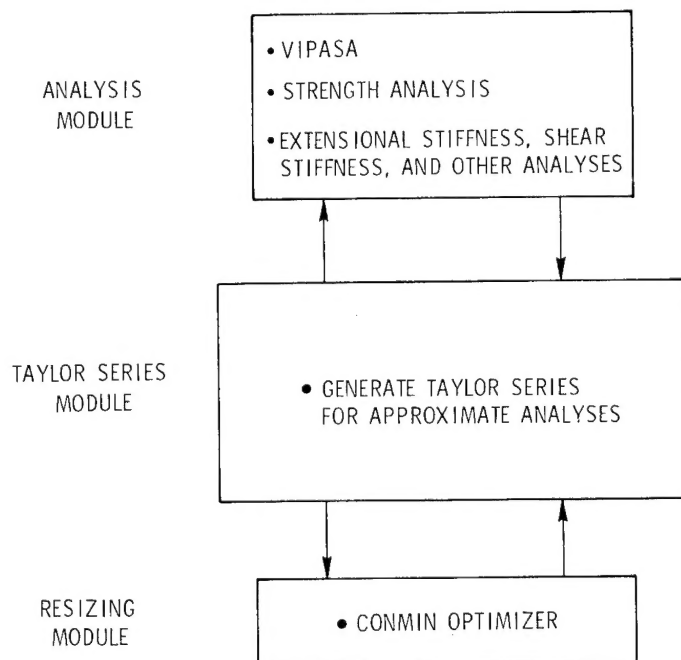 ANALYSIS
MODULE
• VIPASA
• STRENGTH ANALYSIS
• EXTENSIONAL STIFFNESS, SHEAR
STIFFNESS, AND OTHER ANALYSES
TAYLOR SERIES
MODULE
• GENERATE TAYLOR SERIES
FOR APPROXIMATE ANALYSES
RESIZING
MODULE
• CONMIN OPTIMIZER